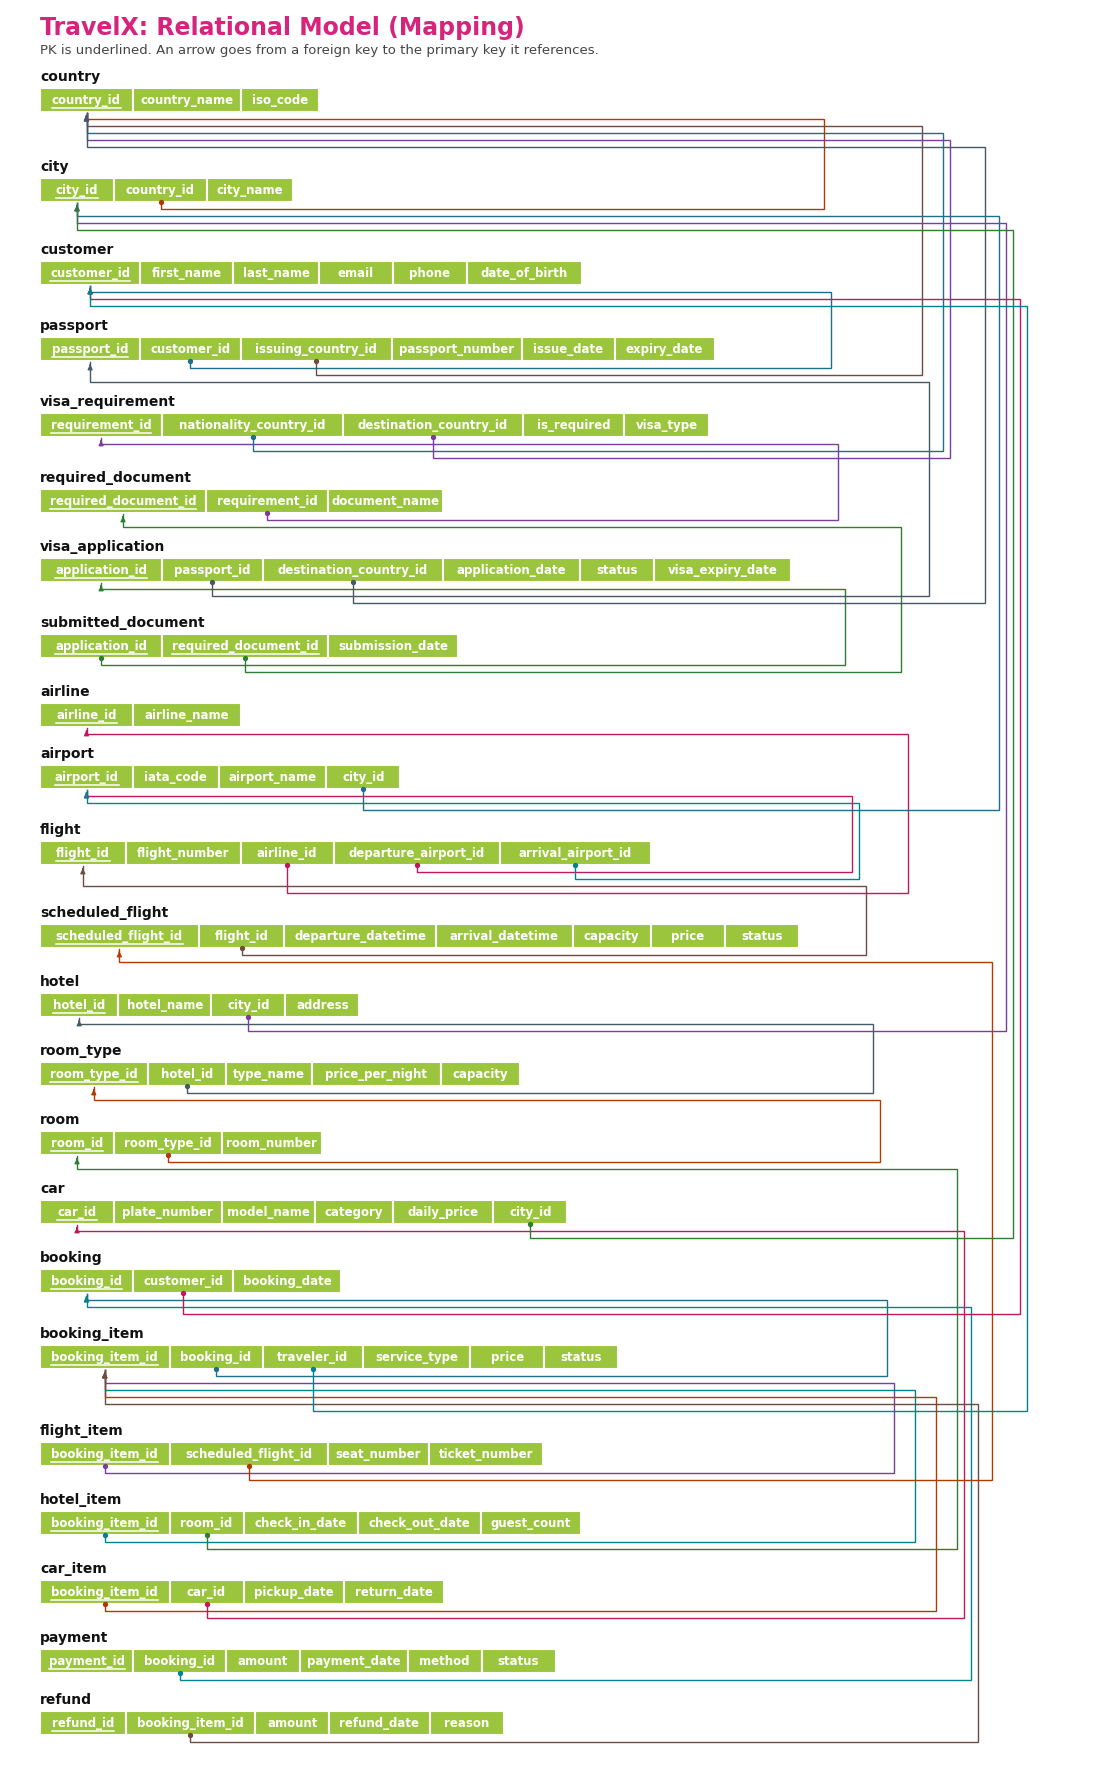 TravelX: Relational Model (Mapping)
PK is underlined. An arrow goes from a foreign key to the primary key it references.
country
country_id country_name iso_code
city
city_id country_id city_name
customer
customer_id first_name last_name email phone date_of_birth
passport
passport_id customer_id issuing_country_id passport_number issue_date expiry_date
visa_requirement
requirement_id nationality_country_id destination_country_id is_required visa_type
required_document
required_document_id requirement_id document_name
visa_application
application_id passport_id destination_country_id application_date status visa_expiry_date
submitted_document
application_id required_document_id submission_date
airline
airline_id airline_name
airport
airport_id iata_code airport_name city_id
flight
flight_id flight_number airline_id departure_airport_id arrival_airport_id
scheduled_flight
scheduled_flight_id flight_id departure_datetime arrival_datetime capacity price status
hotel
hotel_id hotel_name city_id address
room_type
room_type_id hotel_id type_name price_per_night capacity
room
room_id room_type_id room_number
car
car_id plate_number model_name category daily_price city_id
booking
booking_id customer_id booking_date
booking_item
booking_item_id booking_id traveler_id service_type price status
flight_item
booking_item_id scheduled_flight_id seat_number ticket_number
hotel_item
booking_item_id room_id check_in_date check_out_date guest_count
car_item
booking_item_id car_id pickup_date return_date
payment
payment_id booking_id amount payment_date method status
refund
refund_id booking_item_id amount refund_date reason